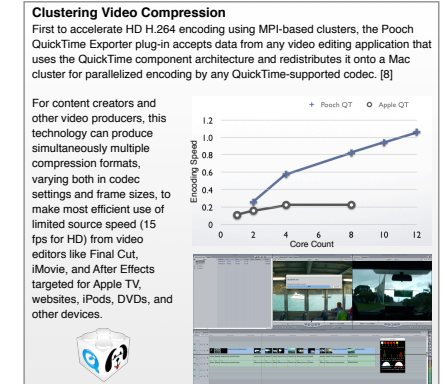 Clustering Video Compression
First to accelerate HD H.264 encoding using MPI-based clusters, the Pooch
QuickTime Exporter plug-in accepts data from any video editing application that
uses the QuickTime component architecture and redistributes it onto a Mac
cluster for parallelized encoding by any QuickTime-supported codec. [8]
For content creators and
other video producers, this
technology can produce
simultaneously multiple
compression formats,
varying both in codec
settings and frame sizes, to
make most efficient use of
limited source speed (15
fps for HD) from video
editors like Final Cut,
iMovie, and After Effects
targeted for Apple TV,
websites, iPods, DVDs, and
other devices.
Pooch QT Apple QT
Encoding Speed
1.2
1.0
0.8
0.6
0.4
0.2
0
0 2 4 6 8 10 12
Core Count